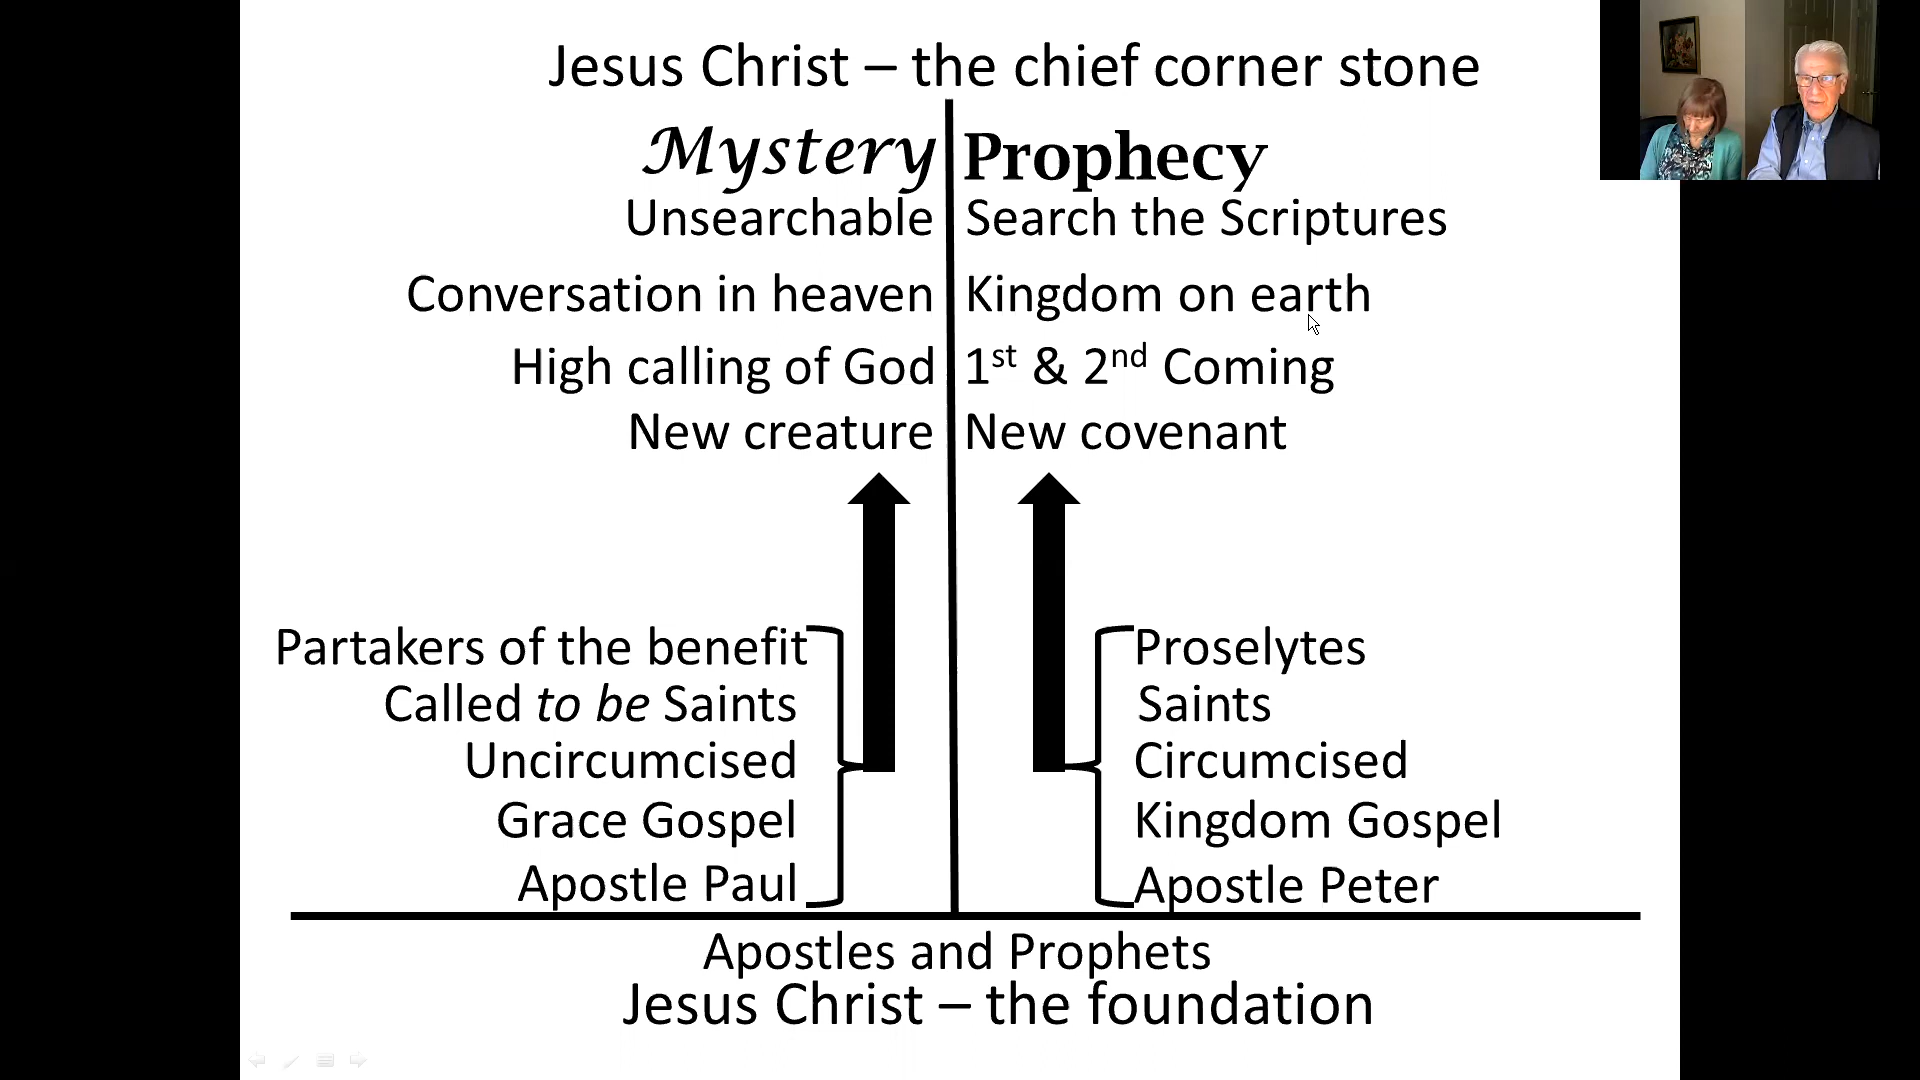 Jesus Christ – the chief corner stone
Mystery Prophecy
Unsearchable Search the Scriptures
Conversation in heaven Kingdom on earth
High calling of God 1st & 2nd Coming
New creature New covenant
Partakers of the benefit Proselytes
Called to be Saints Saints
Uncircumcised Circumcised
Grace Gospel Kingdom Gospel
Apostle Paul Apostle Peter
Apostles and Prophets
Jesus Christ – the foundation